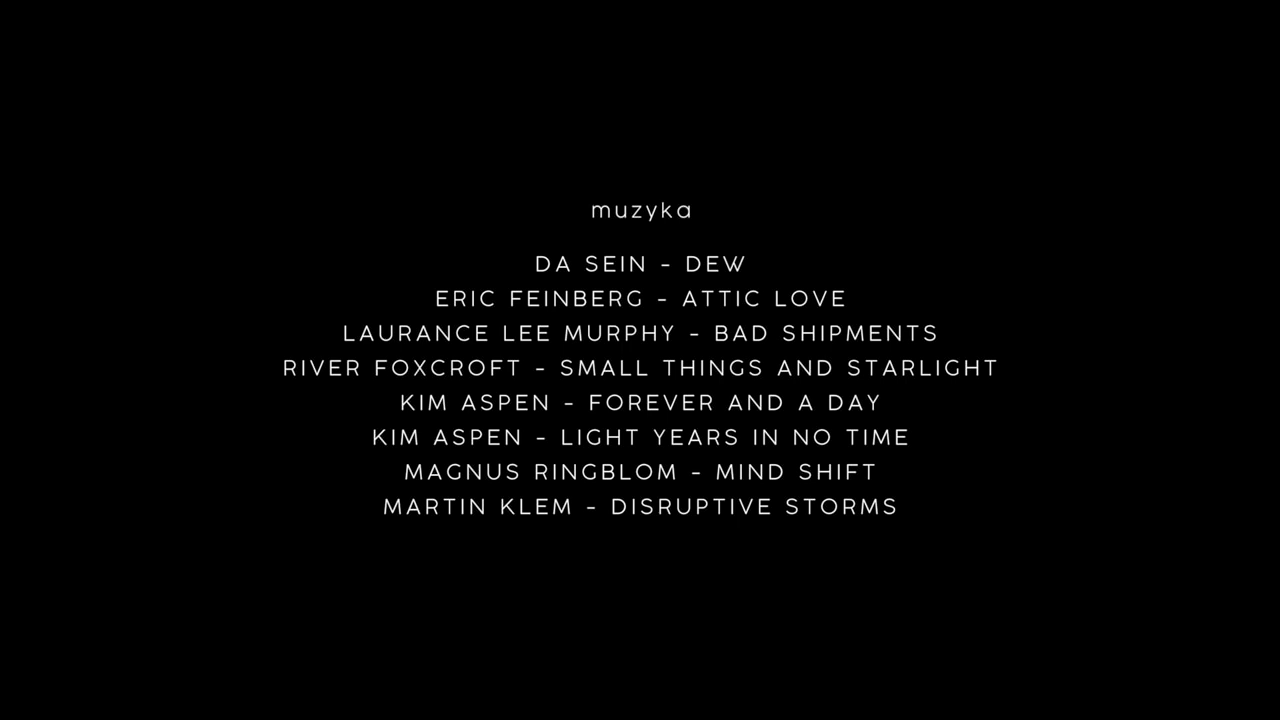 muzyka
DA SEIN - DEW
ERIC FEINBERG - ATTIC LOVE
LAURANCE LEE MURPHY - BAD SHIPMENTS
RIVER FOXCROFT - SMALL THINGS AND STARLIGHT
KIM ASPEN - FOREVER AND A DAY
KIM ASPEN - LIGHT YEARS IN NO TIME
MAGNUS RINGBLOM - MIND SHIFT
MARTIN KLEM - DISRUPTIVE STORMS